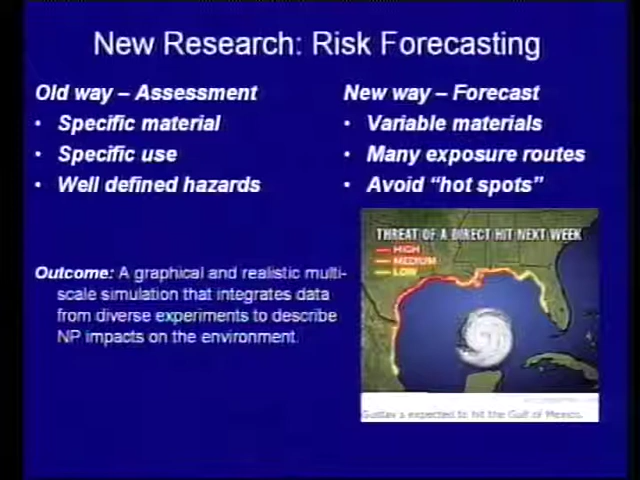 New Research: Risk Forecasting
Old way – Assessment
• Specific material
• Specific use
• Well defined hazards
New way – Forecast
• Variable materials
• Many exposure routes
• Avoid “hot spots”
Outcome: A graphical and realistic multi-
scale simulation that integrates data
from diverse experiments to describe
NP impacts on the environment.
THREAT OF A DIRECT HIT NEXT WEEK
HIGH
MEDIUM
LOW
Gustav is expected to hit the Gulf of Mexico.